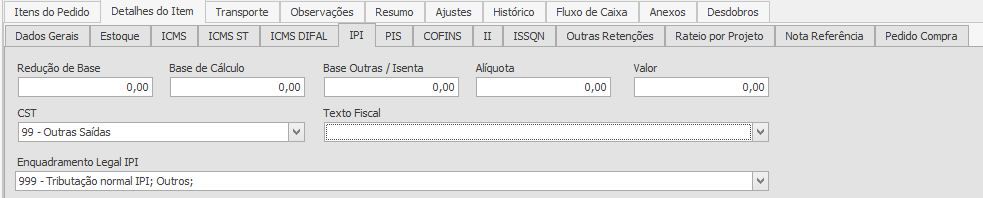 Itens do Pedido Detalhes do Item Transporte Observações Resumo Ajustes Histórico Fluxo de Caixa Anexos Desdobros
Dados Gerais Estoque ICMS ICMS ST ICMS DIFAL IPI PIS COFINS II ISSQN Outras Retenções Rateio por Projeto Nota Referência Pedido Compra
Redução de Base Base de Cálculo Base Outras / Isenta Alíquota Valor
0,00 0,00 0,00 0,00 0,00
CST Texto Fiscal
99 - Outras Saídas
Enquadramento Legal IPI
999 - Tributação normal IPI; Outros;